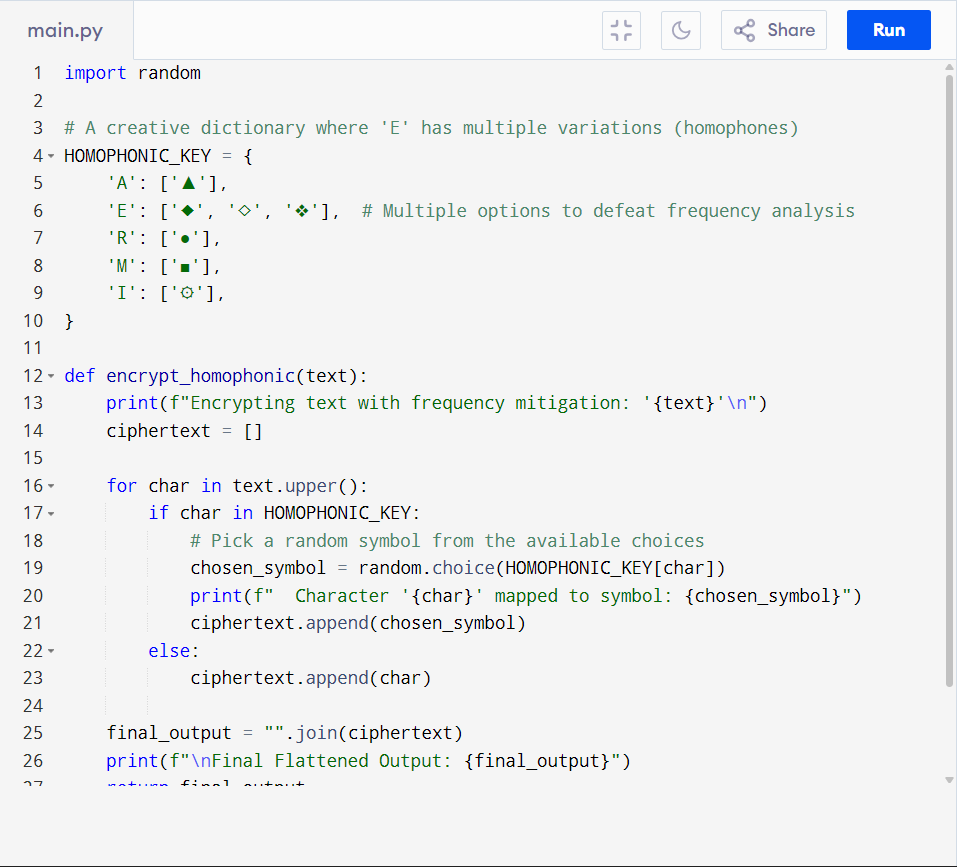 main.py
Share
Run
1 import random
2
3 # A creative dictionary where 'E' has multiple variations (homophones)
4 HOMOPHONIC_KEY = {
5     'A': ['▲'],
6     'E': ['◆', '◇', '❖'],  # Multiple options to defeat frequency analysis
7     'R': ['●'],
8     'M': ['■'],
9     'I': ['⚙'],
10 }
11
12 def encrypt_homophonic(text):
13     print(f"Encrypting text with frequency mitigation: '{text}'\n")
14     ciphertext = []
15
16     for char in text.upper():
17         if char in HOMOPHONIC_KEY:
18             # Pick a random symbol from the available choices
19             chosen_symbol = random.choice(HOMOPHONIC_KEY[char])
20             print(f"  Character '{char}' mapped to symbol: {chosen_symbol}")
21             ciphertext.append(chosen_symbol)
22         else:
23             ciphertext.append(char)
24
25     final_output = "".join(ciphertext)
26     print(f"\nFinal Flattened Output: {final_output}")
27     return final_output